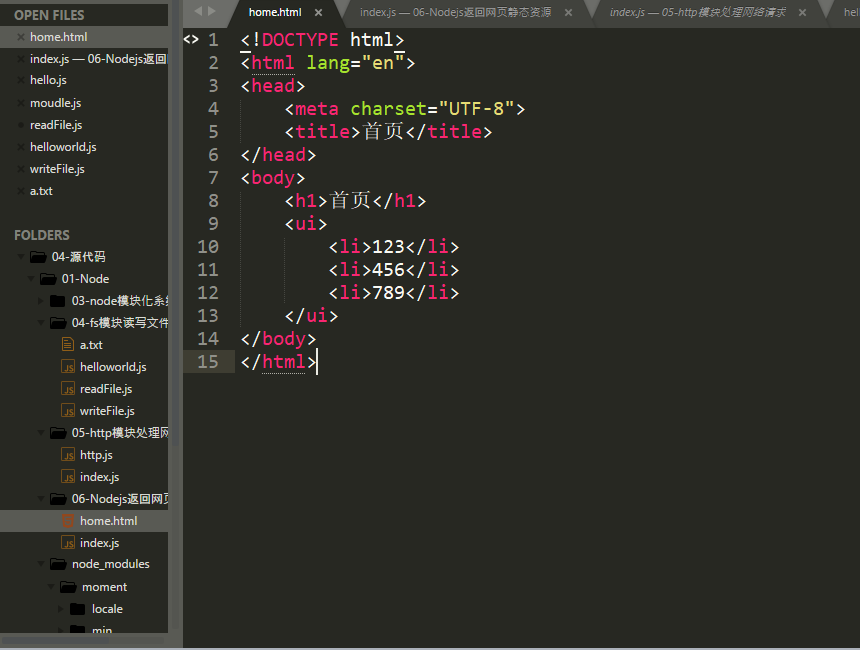 OPEN FILES
home.html
index.js — 06-Nodejs返回
hello.js
moudle.js
readFile.js
helloworld.js
writeFile.js
a.txt
FOLDERS
04-源代码
01-Node
03-node模块化系统
04-fs模块读写文件
a.txt
helloworld.js
readFile.js
writeFile.js
05-http模块处理网
http.js
index.js
06-Nodejs返回网页
home.html
index.js
node_modules
moment
locale
min
home.html
index.js — 06-Nodejs返回网页静态资源
index.js — 05-http模块处理网络请求
hel
1 <!DOCTYPE html>
2 <html lang="en">
3 <head>
4 <meta charset="UTF-8">
5 <title>首页</title>
6 </head>
7 <body>
8 <h1>首页</h1>
9 <ui>
10 <li>123</li>
11 <li>456</li>
12 <li>789</li>
13 </ui>
14 </body>
15 </html>